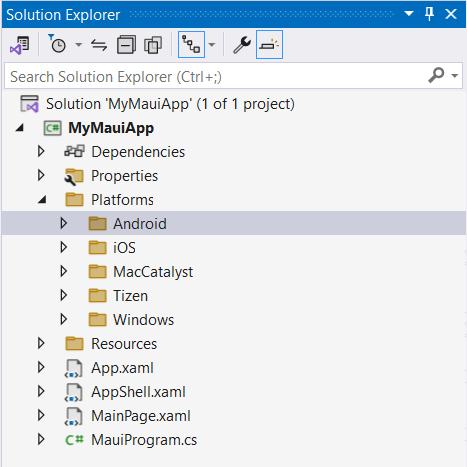 Solution Explorer
Search Solution Explorer (Ctrl+;)
Solution 'MyMauiApp' (1 of 1 project)
C# MyMauiApp
Dependencies
Properties
Platforms
Android
iOS
MacCatalyst
Tizen
Windows
Resources
App.xaml
AppShell.xaml
MainPage.xaml
C# MauiProgram.cs